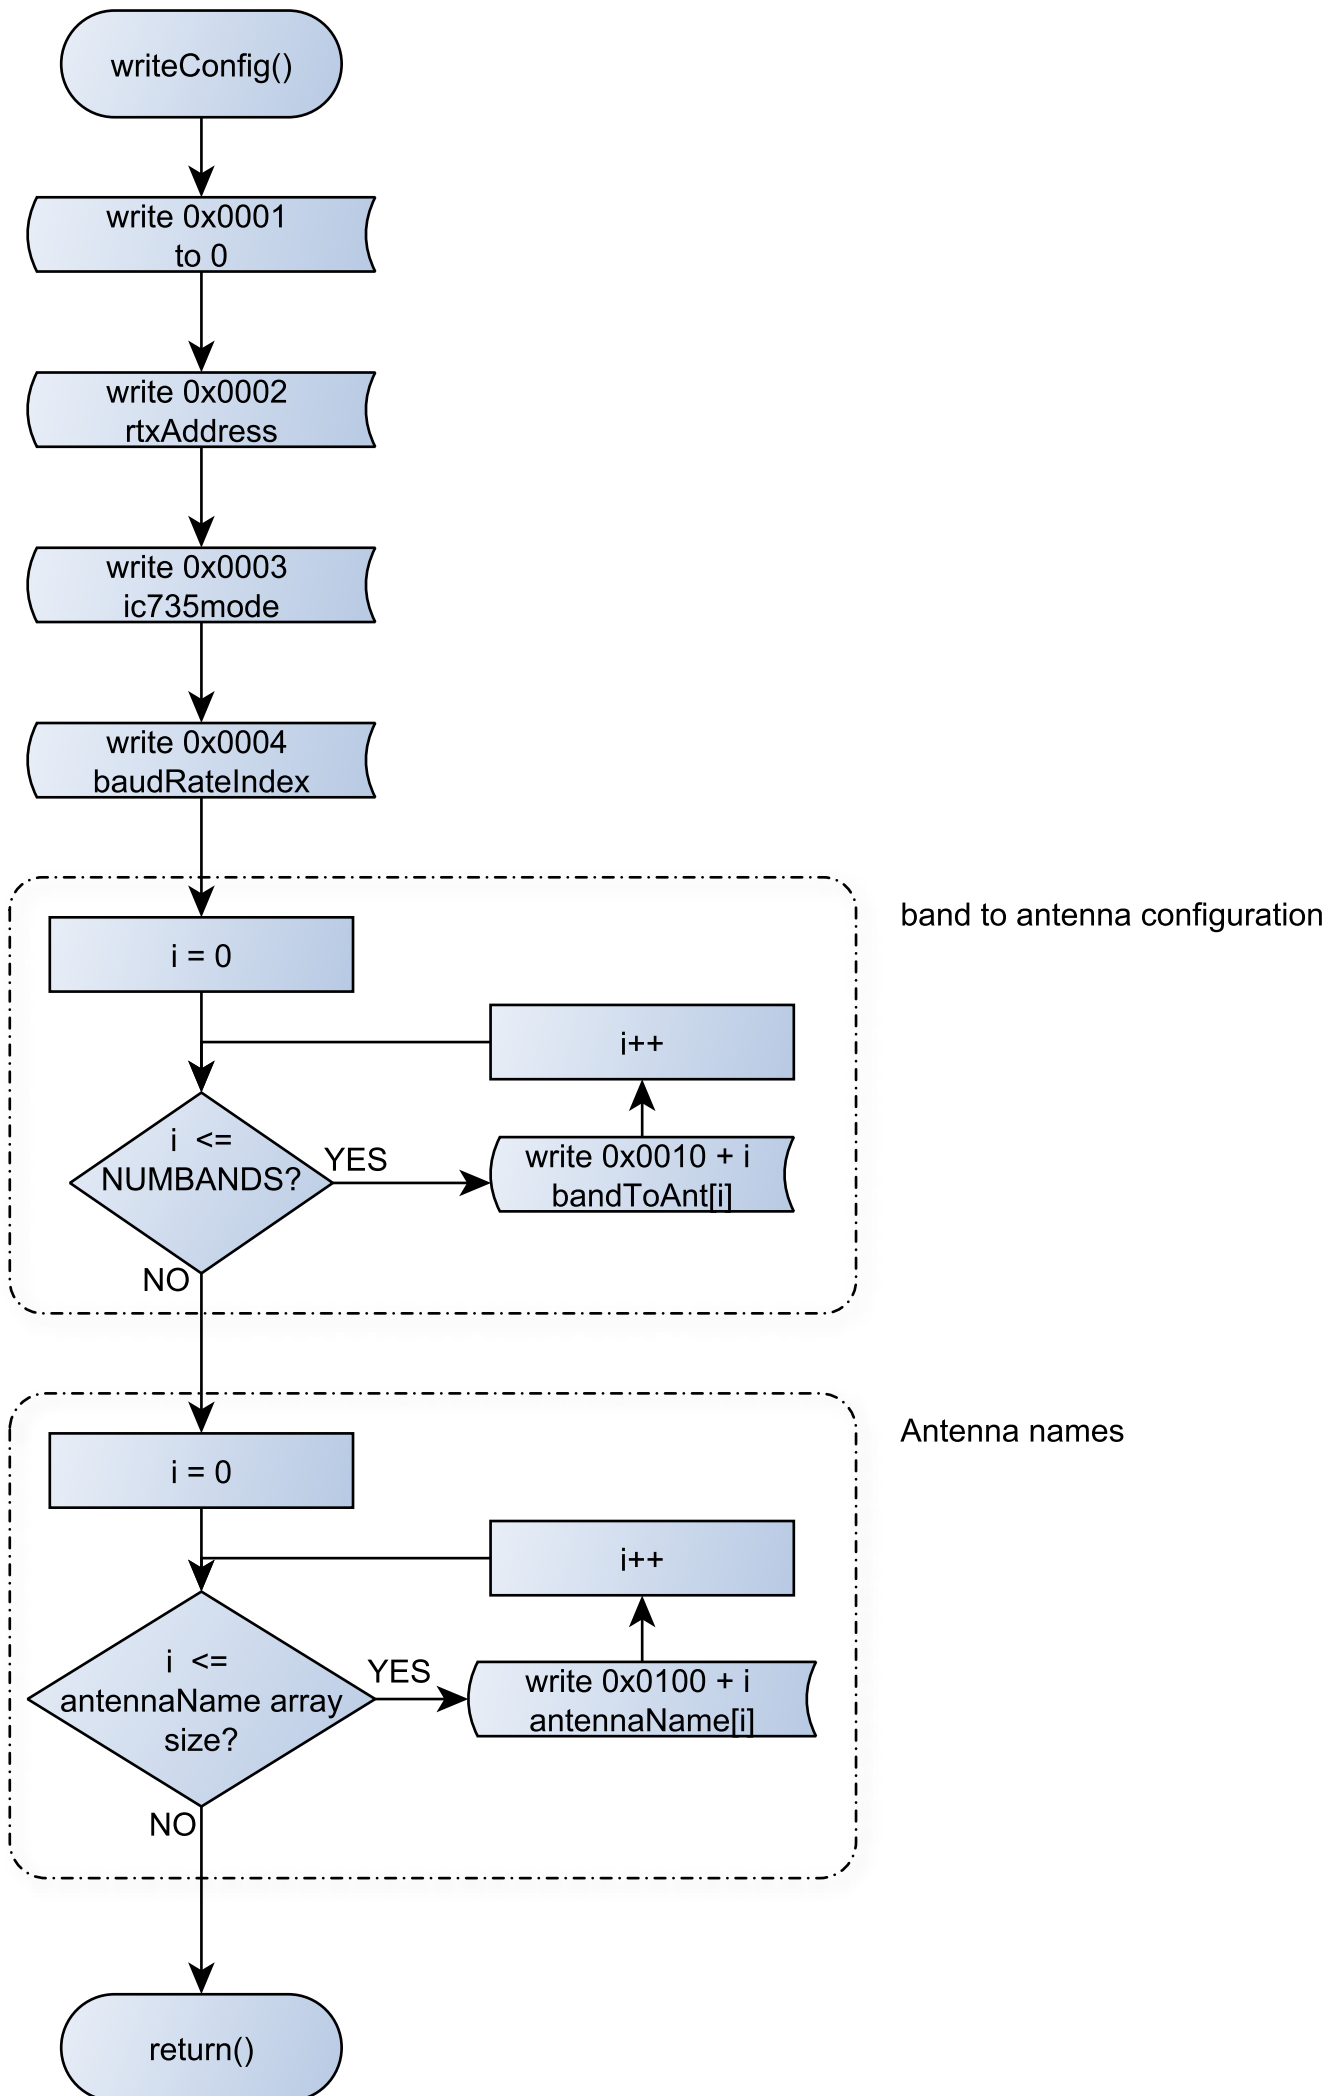 writeConfig()
write 0x0001
to 0
write 0x0002
rtxAddress
write 0x0003
ic735mode
write 0x0004
baudRateIndex
band to antenna configuration
i = 0
i++
i <=
NUMBANDS?
YES
write 0x0010 + i
bandToAnt[i]
NO
Antenna names
i = 0
i++
i <=
antennaName array
size?
YES
write 0x0100 + i
antennaName[i]
NO
return()